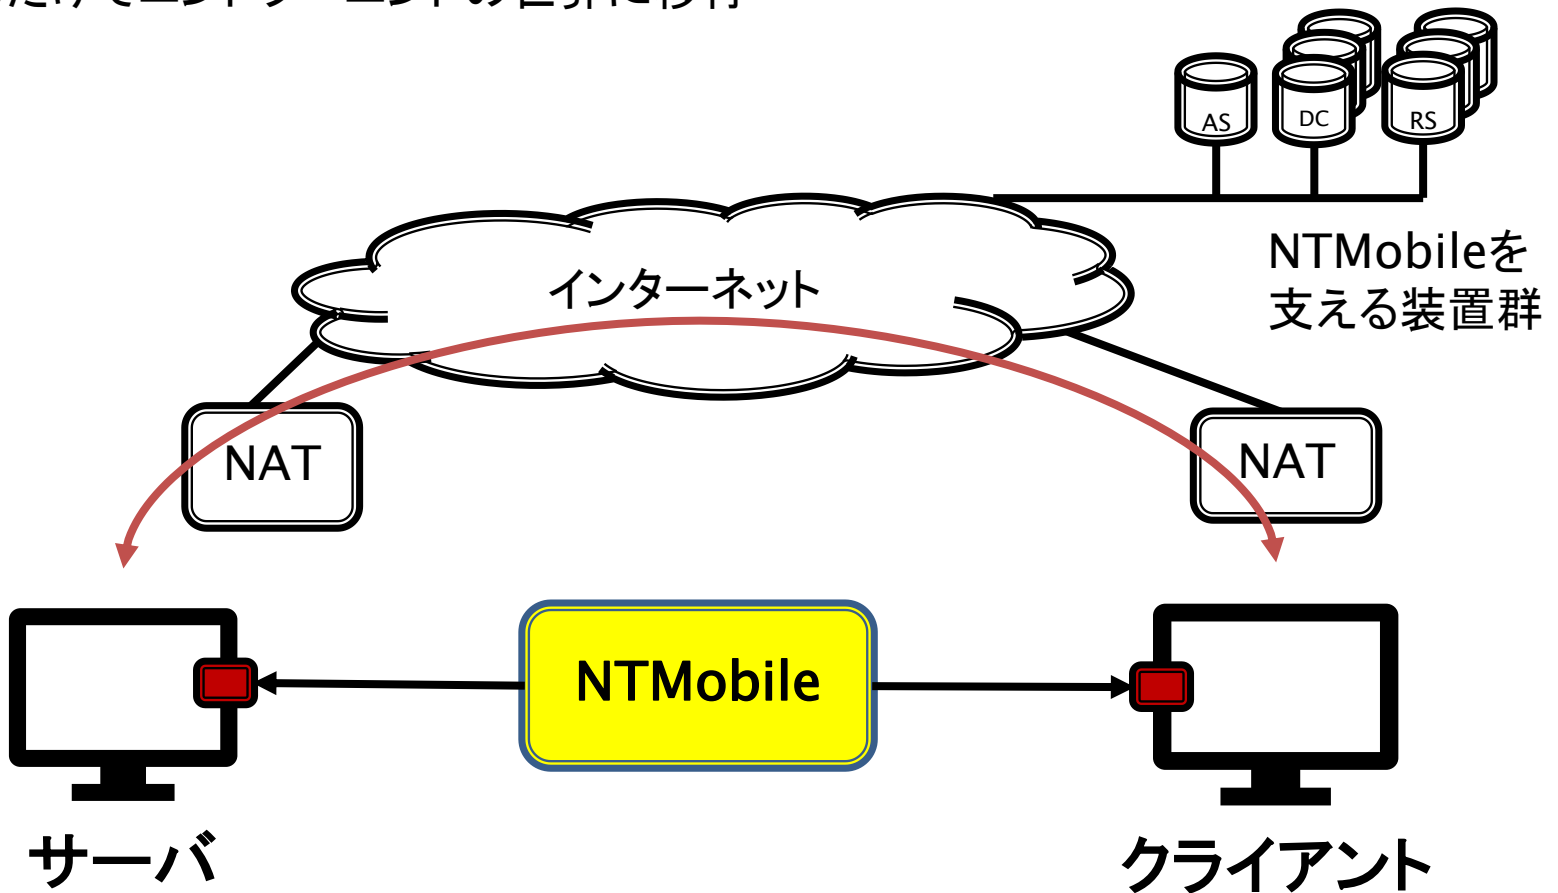 AS
DC
RS
インターネット
NTMobileを
支える装置群
NAT
NAT
NTMobile
サーバ
クライアント